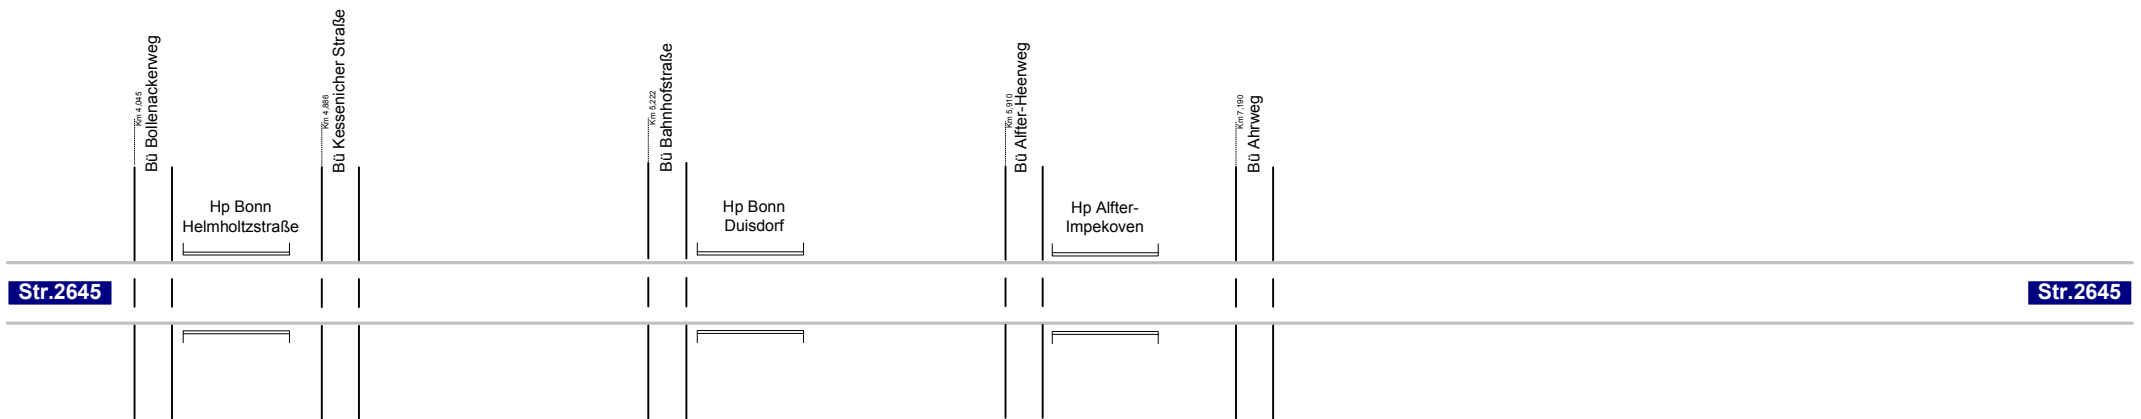 Km 4,045
Bü Bollenackerweg
Km 4,886
Bü Kessenicher Straße
Km 5,222
Bü Bahnhofstraße
Km 5,910
Bü Alfter-Heerweg
Km 7,190
Bü Ahrweg
Hp Bonn
Helmholtzstraße
Hp Bonn
Duisdorf
Hp Alfter-
Impekoven
Str.2645
Str.2645